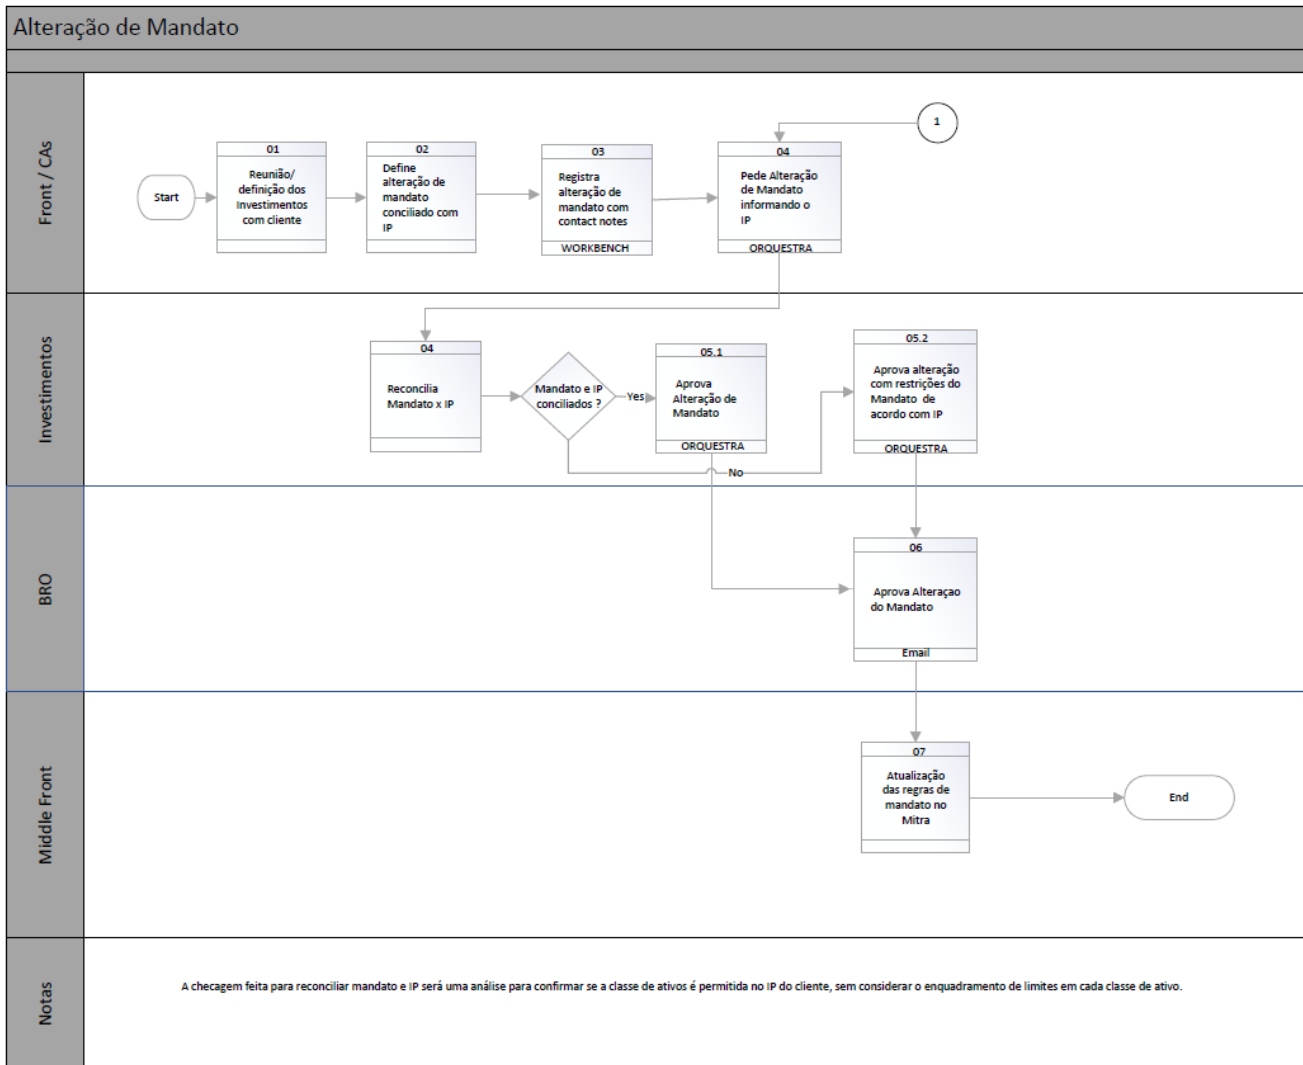 Alteração de Mandato
Front / CAs
1
Start
01
Reunião/
definição dos
Investimentos
com cliente
02
Define
alteração de
mandato
conciliado com
IP
03
Registra
alteração de
mandato com
contact notes
WORKBENCH
04
Pede Alteração
de Mandato
informando o
IP
ORQUESTRA
Investimentos
04
Reconcilia
Mandato x IP
Mandato e IP
conciliados ?
Yes
05.1
Aprova
Alteração de
Mandato
ORQUESTRA
No
05.2
Aprova alteração
com restrições do
Mandato de
acordo com IP
ORQUESTRA
BRO
06
Aprova Alteraçao
do Mandato
Email
Middle Front
07
Atualização
das regras de
mandato no
Mitra
End
Notas
A checagem feita para reconciliar mandato e IP será uma análise para confirmar se a classe de ativos é permitida no IP do cliente, sem considerar o enquadramento de limites em cada classe de ativo.